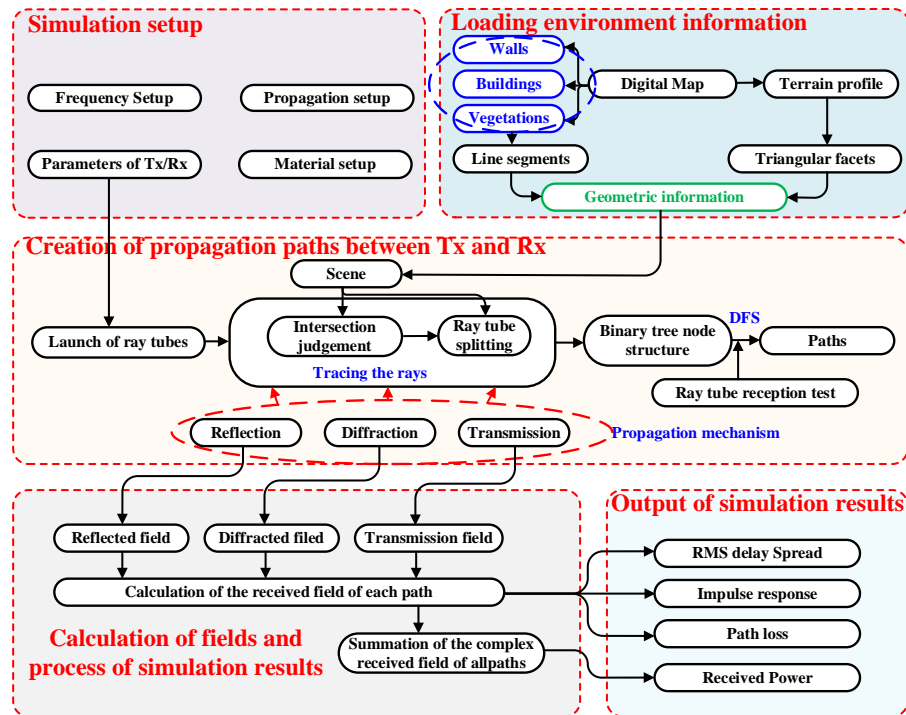 Simulation setup
Frequency Setup
Propagation setup
Parameters of Tx/Rx
Material setup
Loading environment information
Walls
Buildings
Vegetations
Digital Map
Terrain profile
Line segments
Triangular facets
Geometric information
Creation of propagation paths between Tx and Rx
Scene
Launch of ray tubes
Intersection
judgement
Ray tube
splitting
Tracing the rays
Binary tree node
structure
DFS
Paths
Ray tube reception test
Reflection
Diffraction
Transmission
Propagation mechanism
Reflected field
Diffracted filed
Transmission field
Calculation of the received field of each path
Calculation of fields and
process of simulation results
Summation of the complex
received field of allpaths
Output of simulation results
RMS delay Spread
Impulse response
Path loss
Received Power